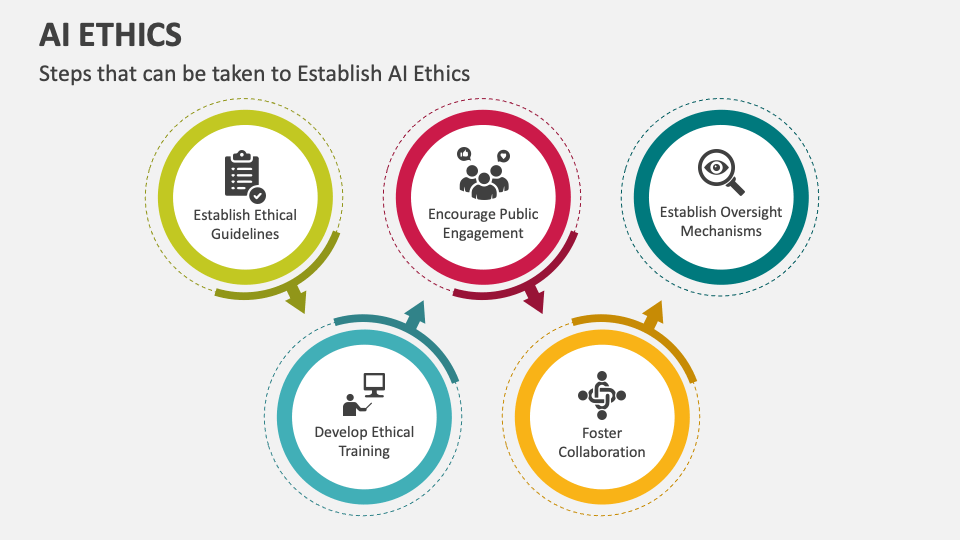 AI ETHICS
Steps that can be taken to Establish AI Ethics
Establish Ethical
Guidelines
Encourage Public
Engagement
Establish Oversight
Mechanisms
Develop Ethical
Training
Foster
Collaboration